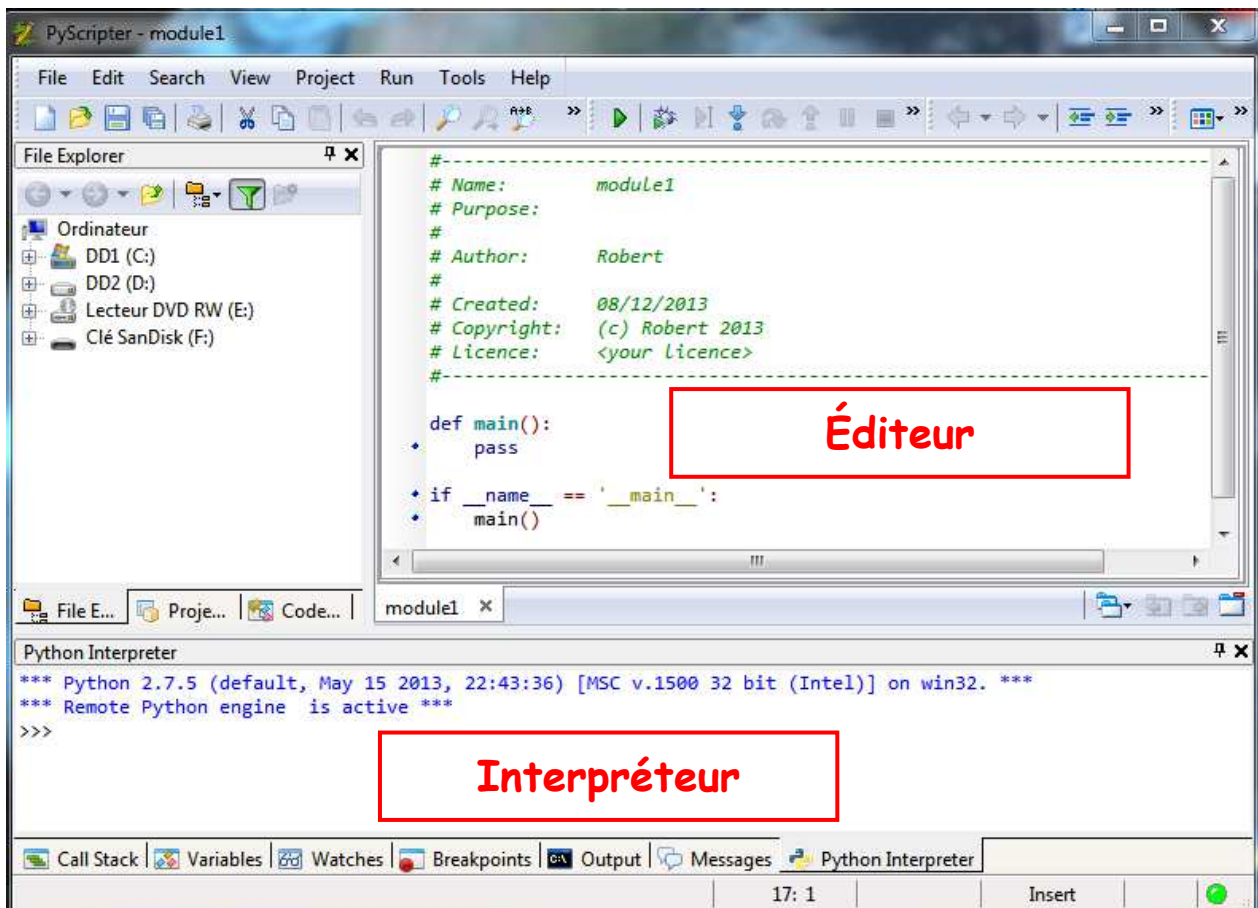 PyScripter - module1
File Edit Search View Project Run Tools Help
File Explorer
Ordinateur
DD1 (C:)
DD2 (D:)
Lecteur DVD RW (E:)
Clé SanDisk (F:)
File E... Proje... Code...
#-------------------------------------------------------------------------------
# Name: module1
# Purpose:
#
# Author: Robert
#
# Created: 08/12/2013
# Copyright: (c) Robert 2013
# Licence: <your licence>
#-------------------------------------------------------------------------------
def main():
    pass
if __name__ == '__main__':
    main()
Éditeur
module1
Python Interpreter
*** Python 2.7.5 (default, May 15 2013, 22:43:36) [MSC v.1500 32 bit (Intel)] on win32. ***
*** Remote Python engine is active ***
>>>
Interpréteur
Call Stack Variables Watches Breakpoints Output Messages Python Interpreter
17: 1 Insert